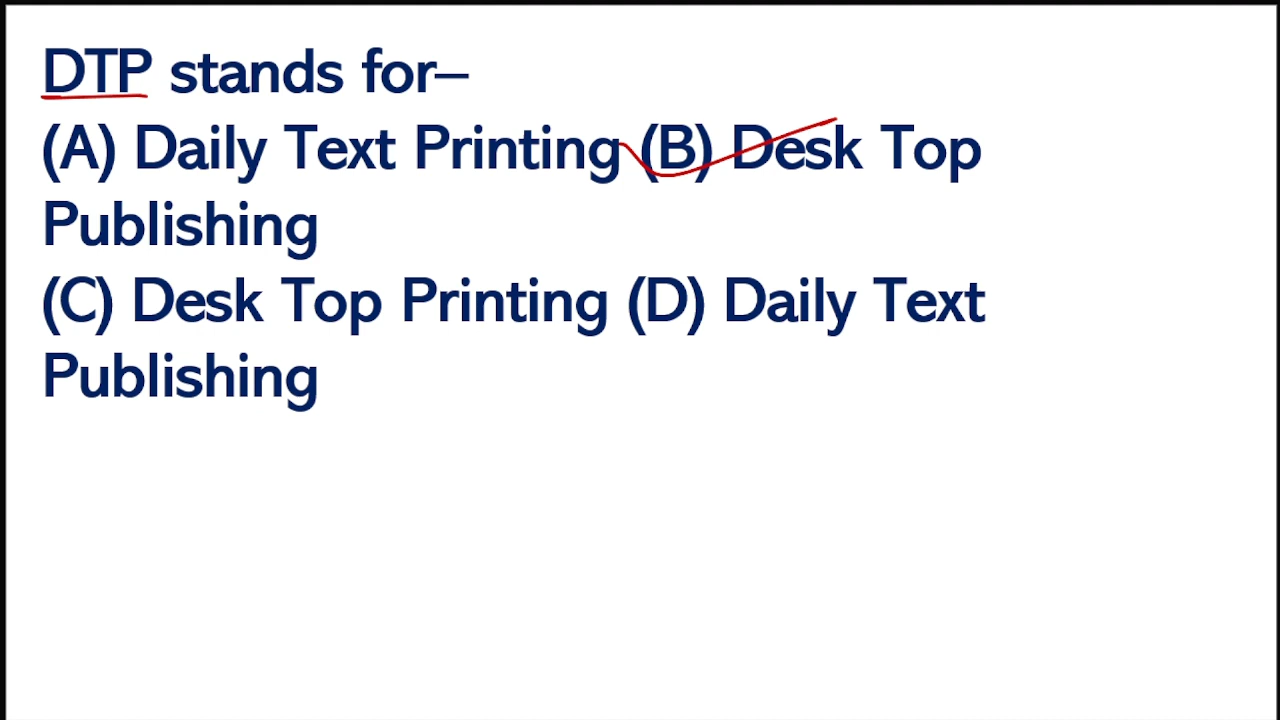 DTP stands for–
(A) Daily Text Printing (B) Desk Top
Publishing
(C) Desk Top Printing (D) Daily Text
Publishing